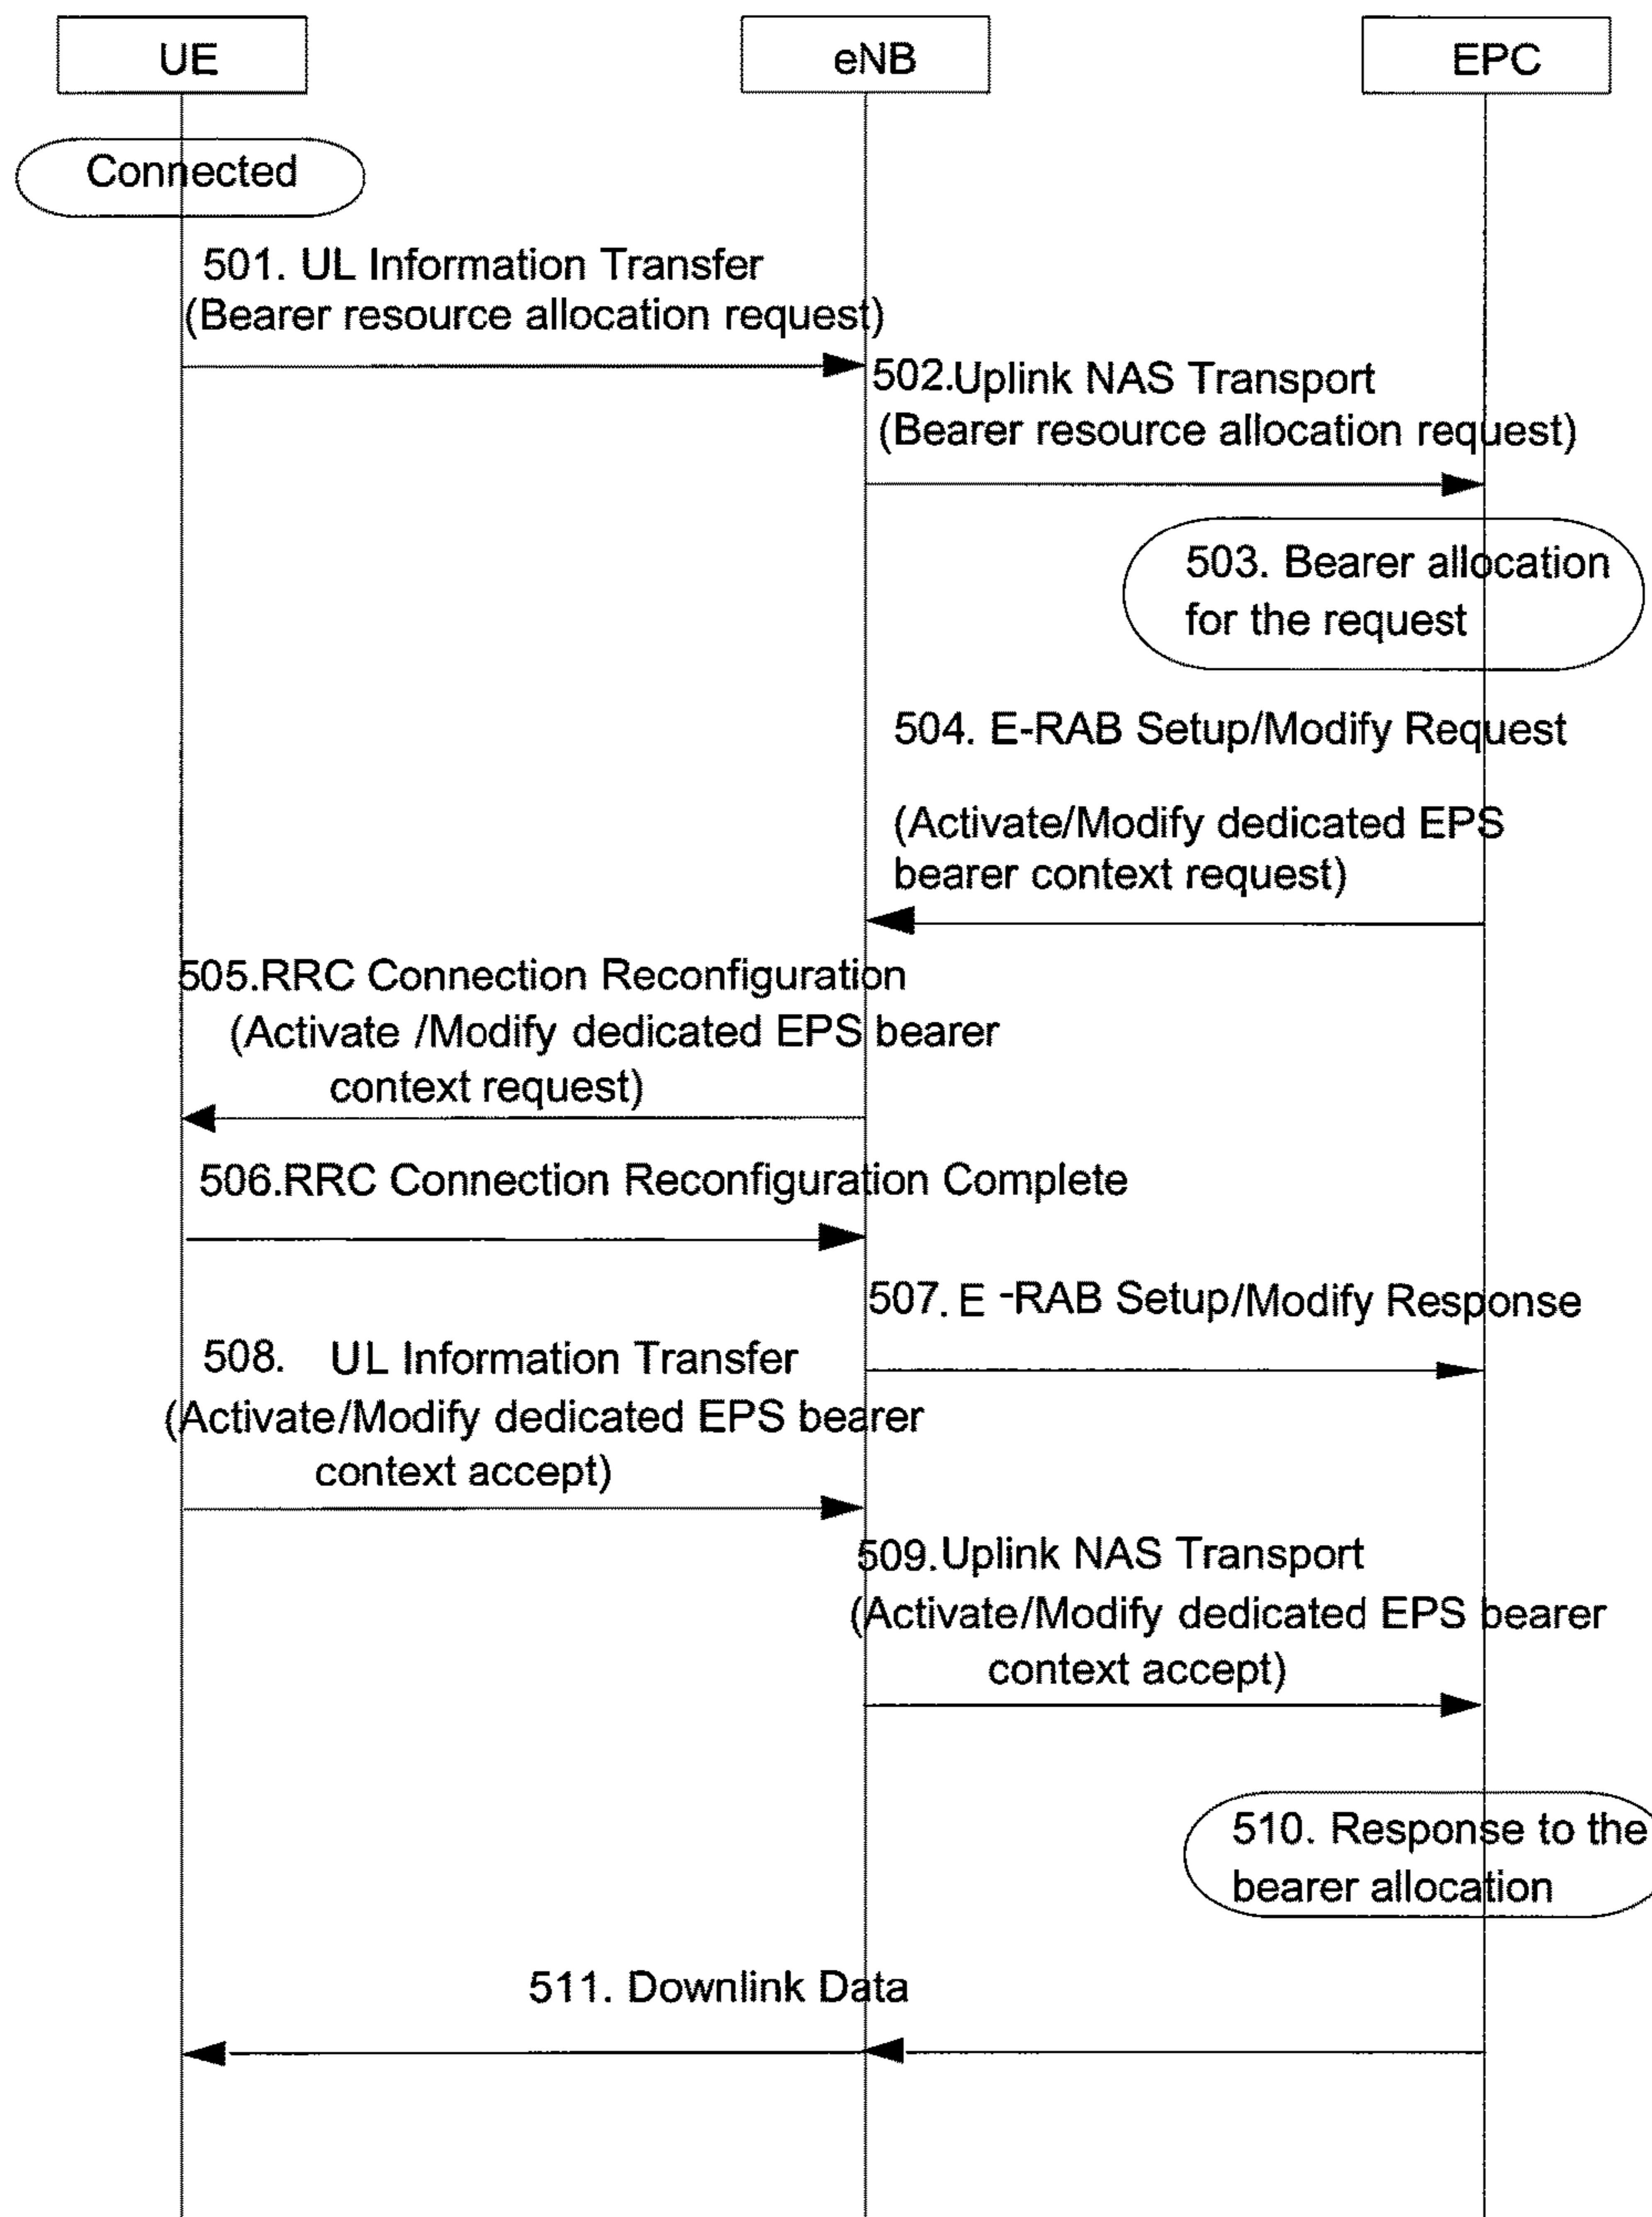 UE
eNB
EPC
Connected
501. UL Information Transfer
(Bearer resource allocation request)
502.Uplink NAS Transport
(Bearer resource allocation request)
503. Bearer allocation
for the request
504. E-RAB Setup/Modify Request
(Activate/Modify dedicated EPS
bearer context request)
505.RRC Connection Reconfiguration
(Activate /Modify dedicated EPS bearer
context request)
506.RRC Connection Reconfiguration Complete
507. E -RAB Setup/Modify Response
508. UL Information Transfer
(Activate/Modify dedicated EPS bearer
context accept)
509.Uplink NAS Transport
(Activate/Modify dedicated EPS bearer
context accept)
510. Response to the
bearer allocation
511. Downlink Data